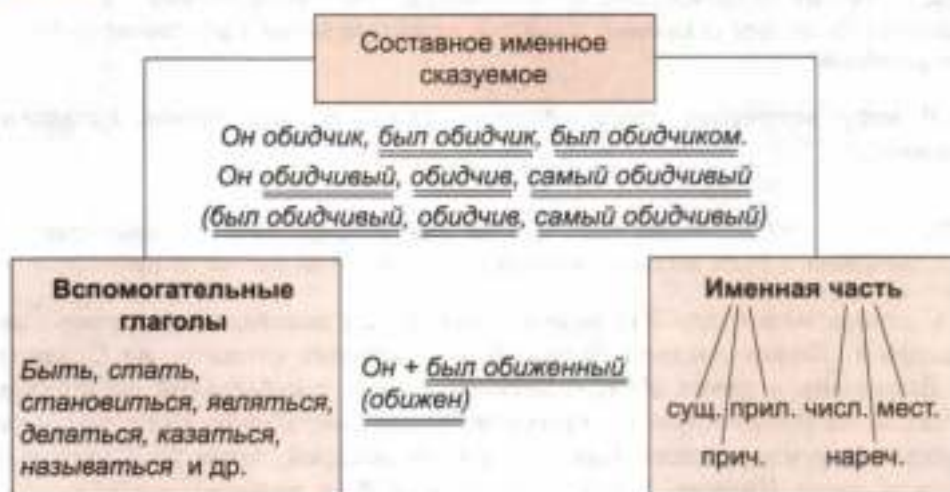 Составное именное
сказуемое
Он обидчик, был обидчик, был обидчиком.
Он обидчивый, обидчив, самый обидчивый
(был обидчивый, обидчив, самый обидчивый)
Вспомогательные
глаголы
Быть, стать,
становиться, являться,
делаться, казаться,
называться и др.
Он + был обиженный
(обижен)
Именная часть
сущ. прил. числ. мест.
прич. нареч.